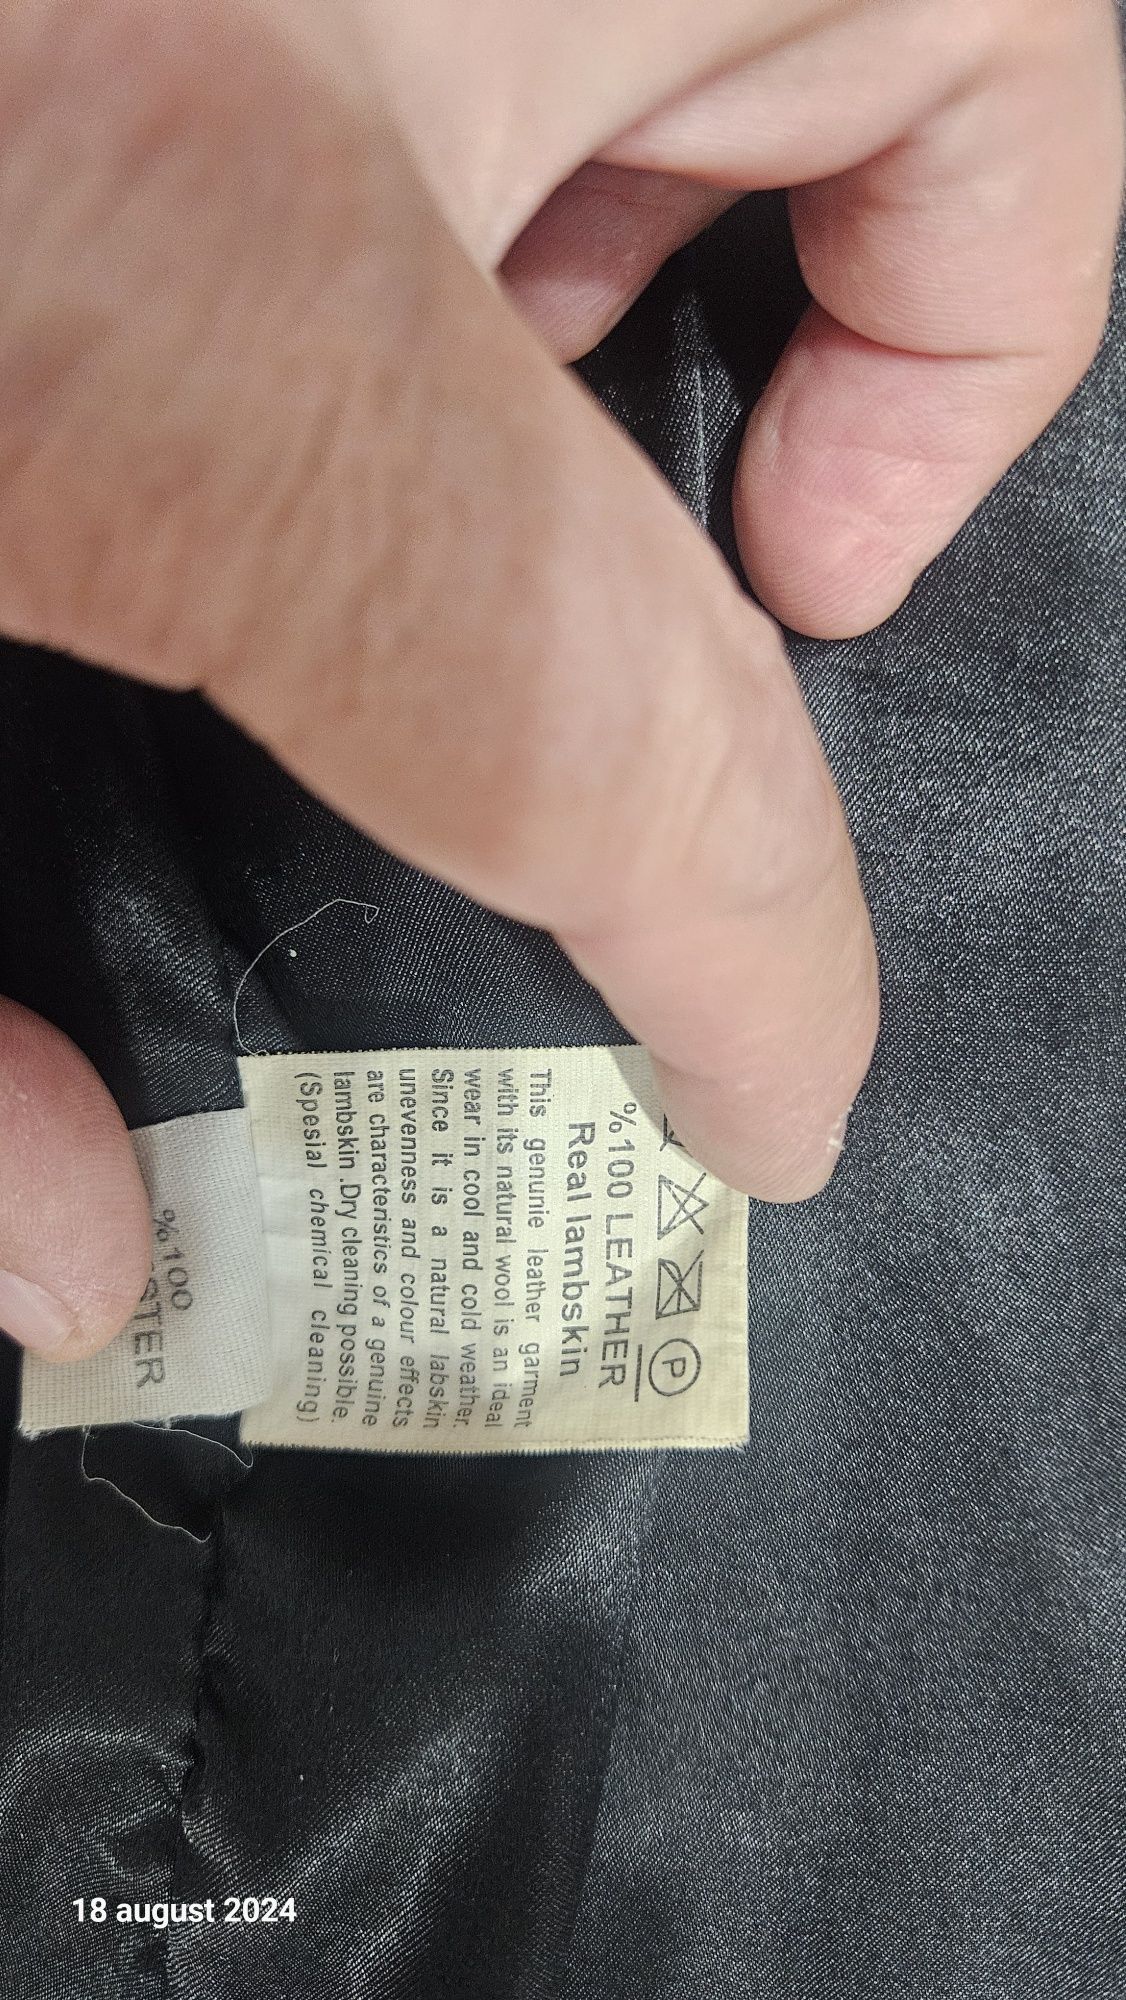 P
%100 LEATHER
Real lambskin
This genunie leather garment
with its natural wool is an ideal
wear in cool and cold weather.
Since it is a natural labskin
unevenness and colour effects
are characteristics of a genuine
lambskin .Dry cleaning possible.
(Spesial chemical cleaning)
%100
18 august 2024